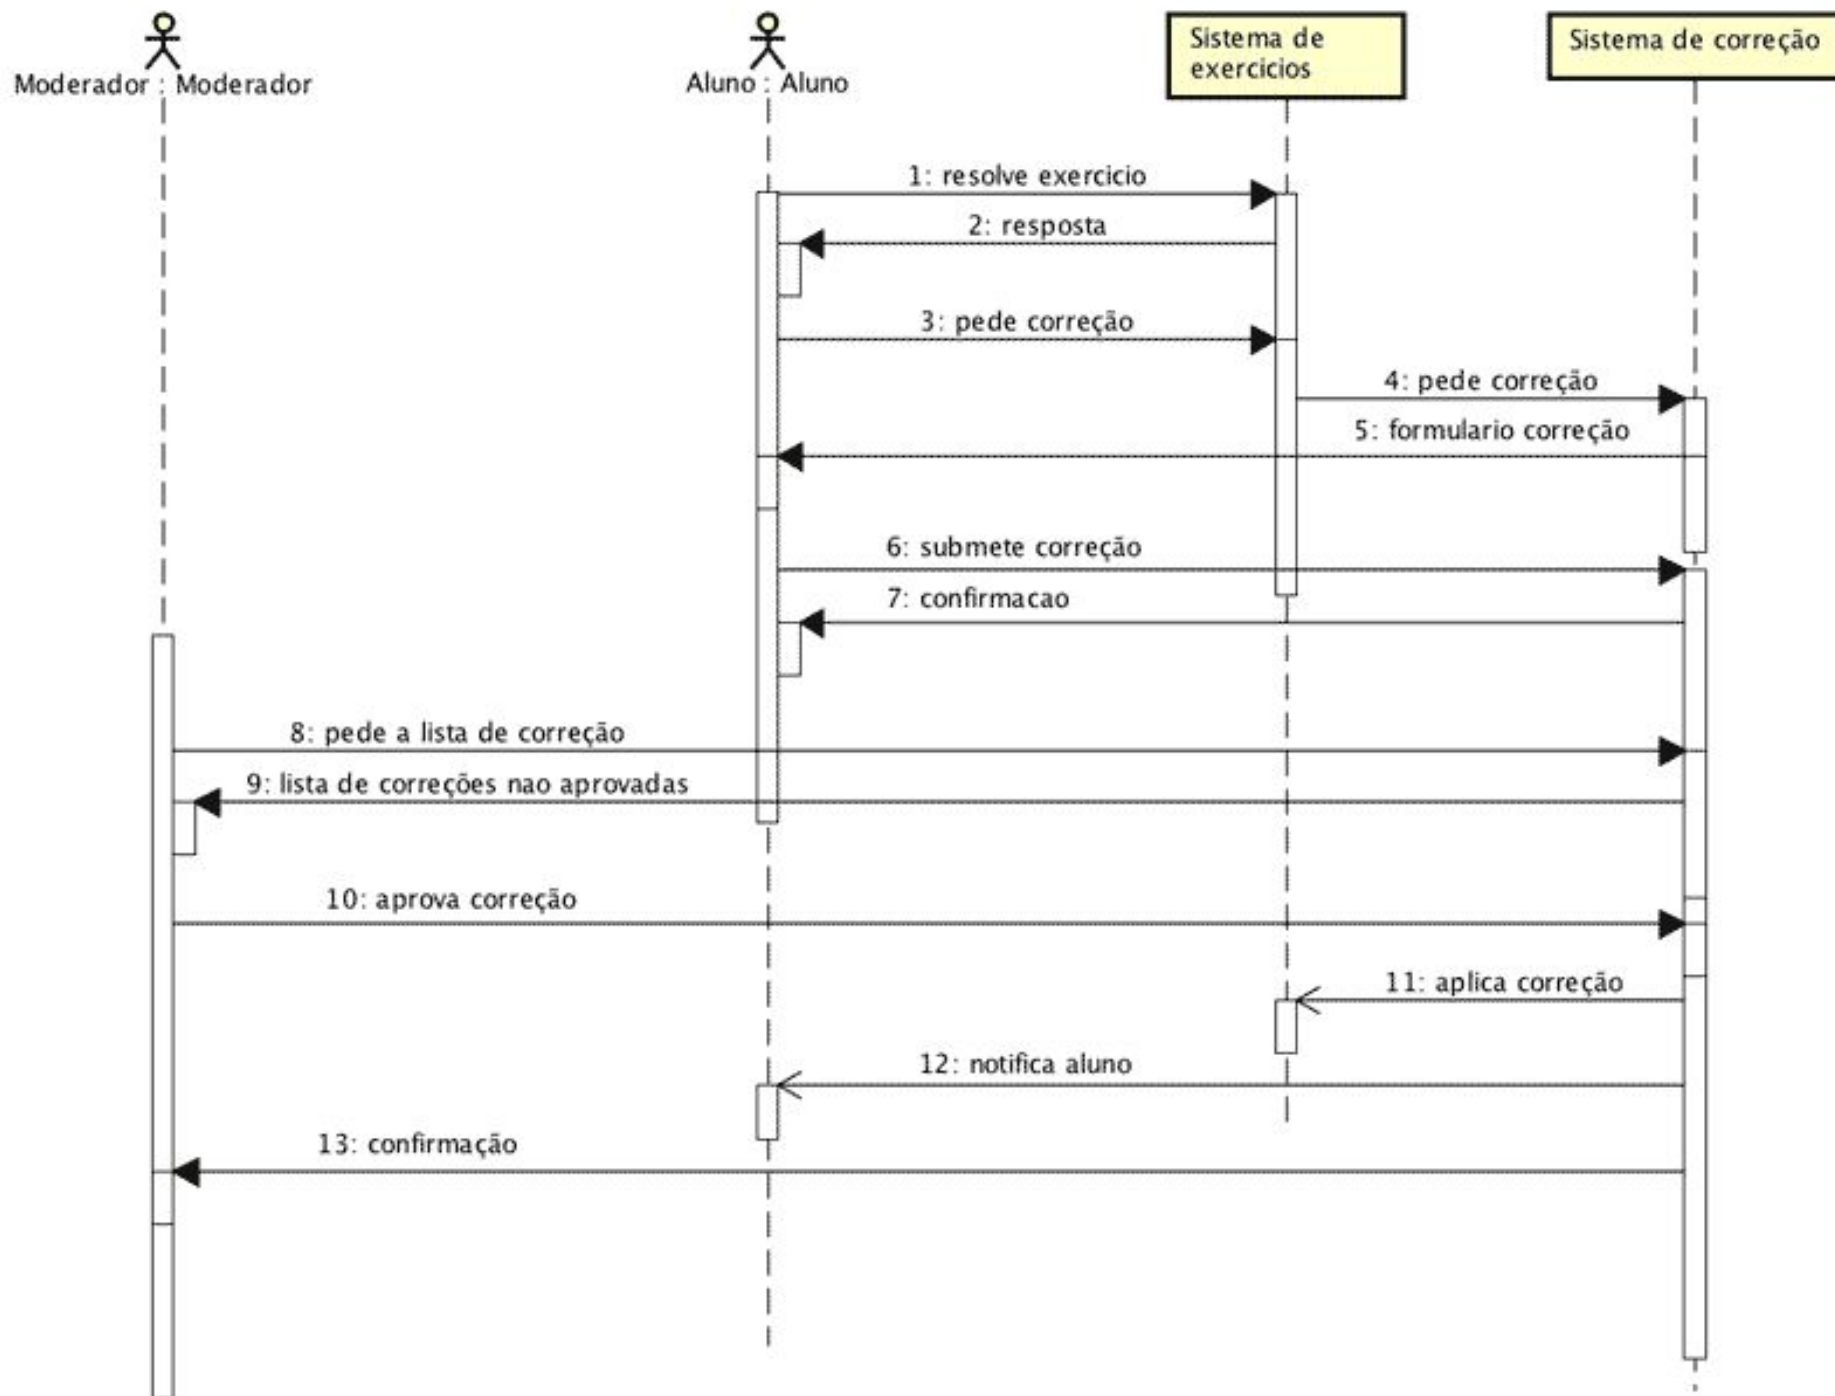 Moderador : Moderador
Aluno : Aluno
Sistema de
exercicios
Sistema de correção
1: resolve exercicio
2: resposta
3: pede correção
4: pede correção
5: formulario correção
6: submete correção
7: confirmacao
8: pede a lista de correção
9: lista de correções nao aprovadas
10: aprova correção
11: aplica correção
12: notifica aluno
13: confirmação